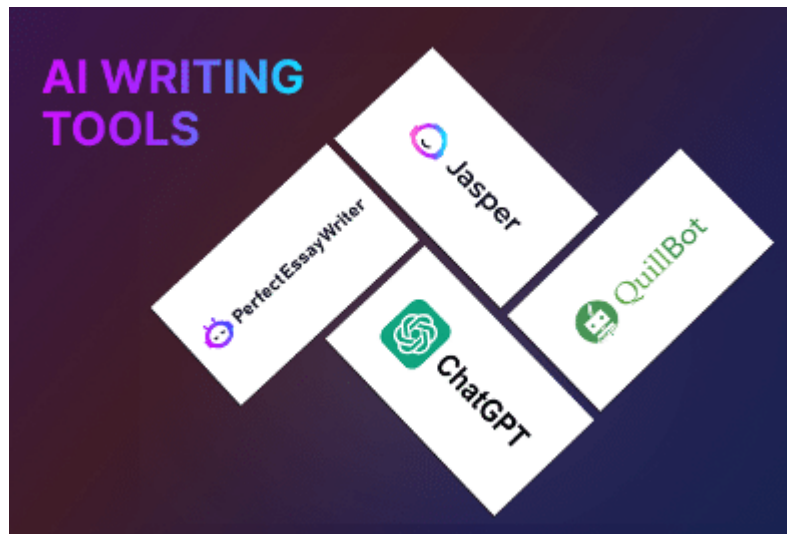 AI WRITING
TOOLS
Jasper
PerfectEssayWriter
QuillBot
ChatGPT